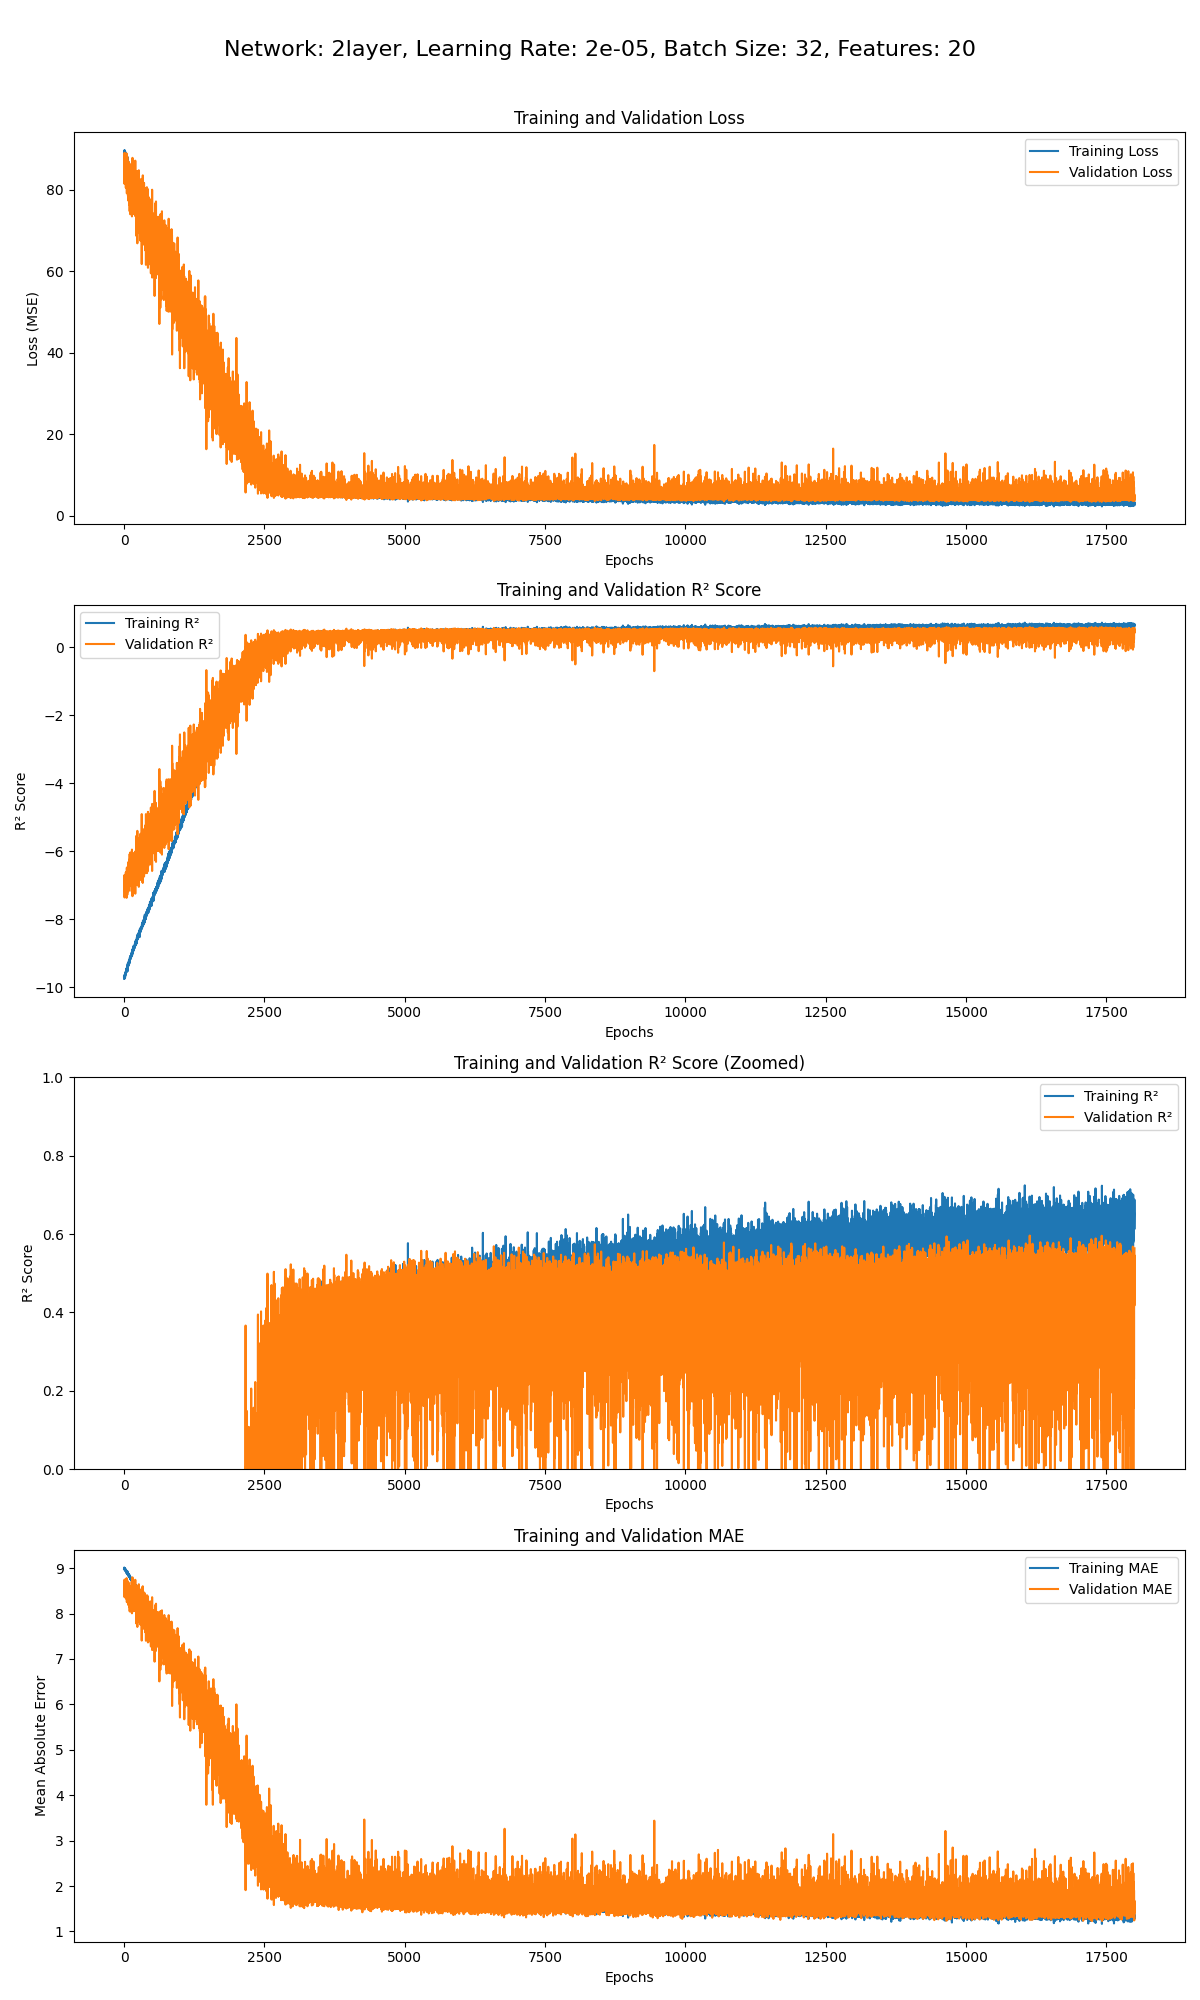 Network: 2layer, Learning Rate: 2e-05, Batch Size: 32, Features: 20
Training and Validation Loss
Training Loss
Validation Loss
80
60
40
20
0
Loss (MSE)
0 2500 5000 7500 10000 12500 15000 17500
Epochs
Training and Validation R² Score
Training R²
Validation R²
0
−2
−4
−6
−8
−10
R² Score
0 2500 5000 7500 10000 12500 15000 17500
Epochs
Training and Validation R² Score (Zoomed)
Training R²
Validation R²
1.0
0.8
0.6
0.4
0.2
0.0
R² Score
0 2500 5000 7500 10000 12500 15000 17500
Epochs
Training and Validation MAE
Training MAE
Validation MAE
9
8
7
6
5
4
3
2
1
Mean Absolute Error
0 2500 5000 7500 10000 12500 15000 17500
Epochs